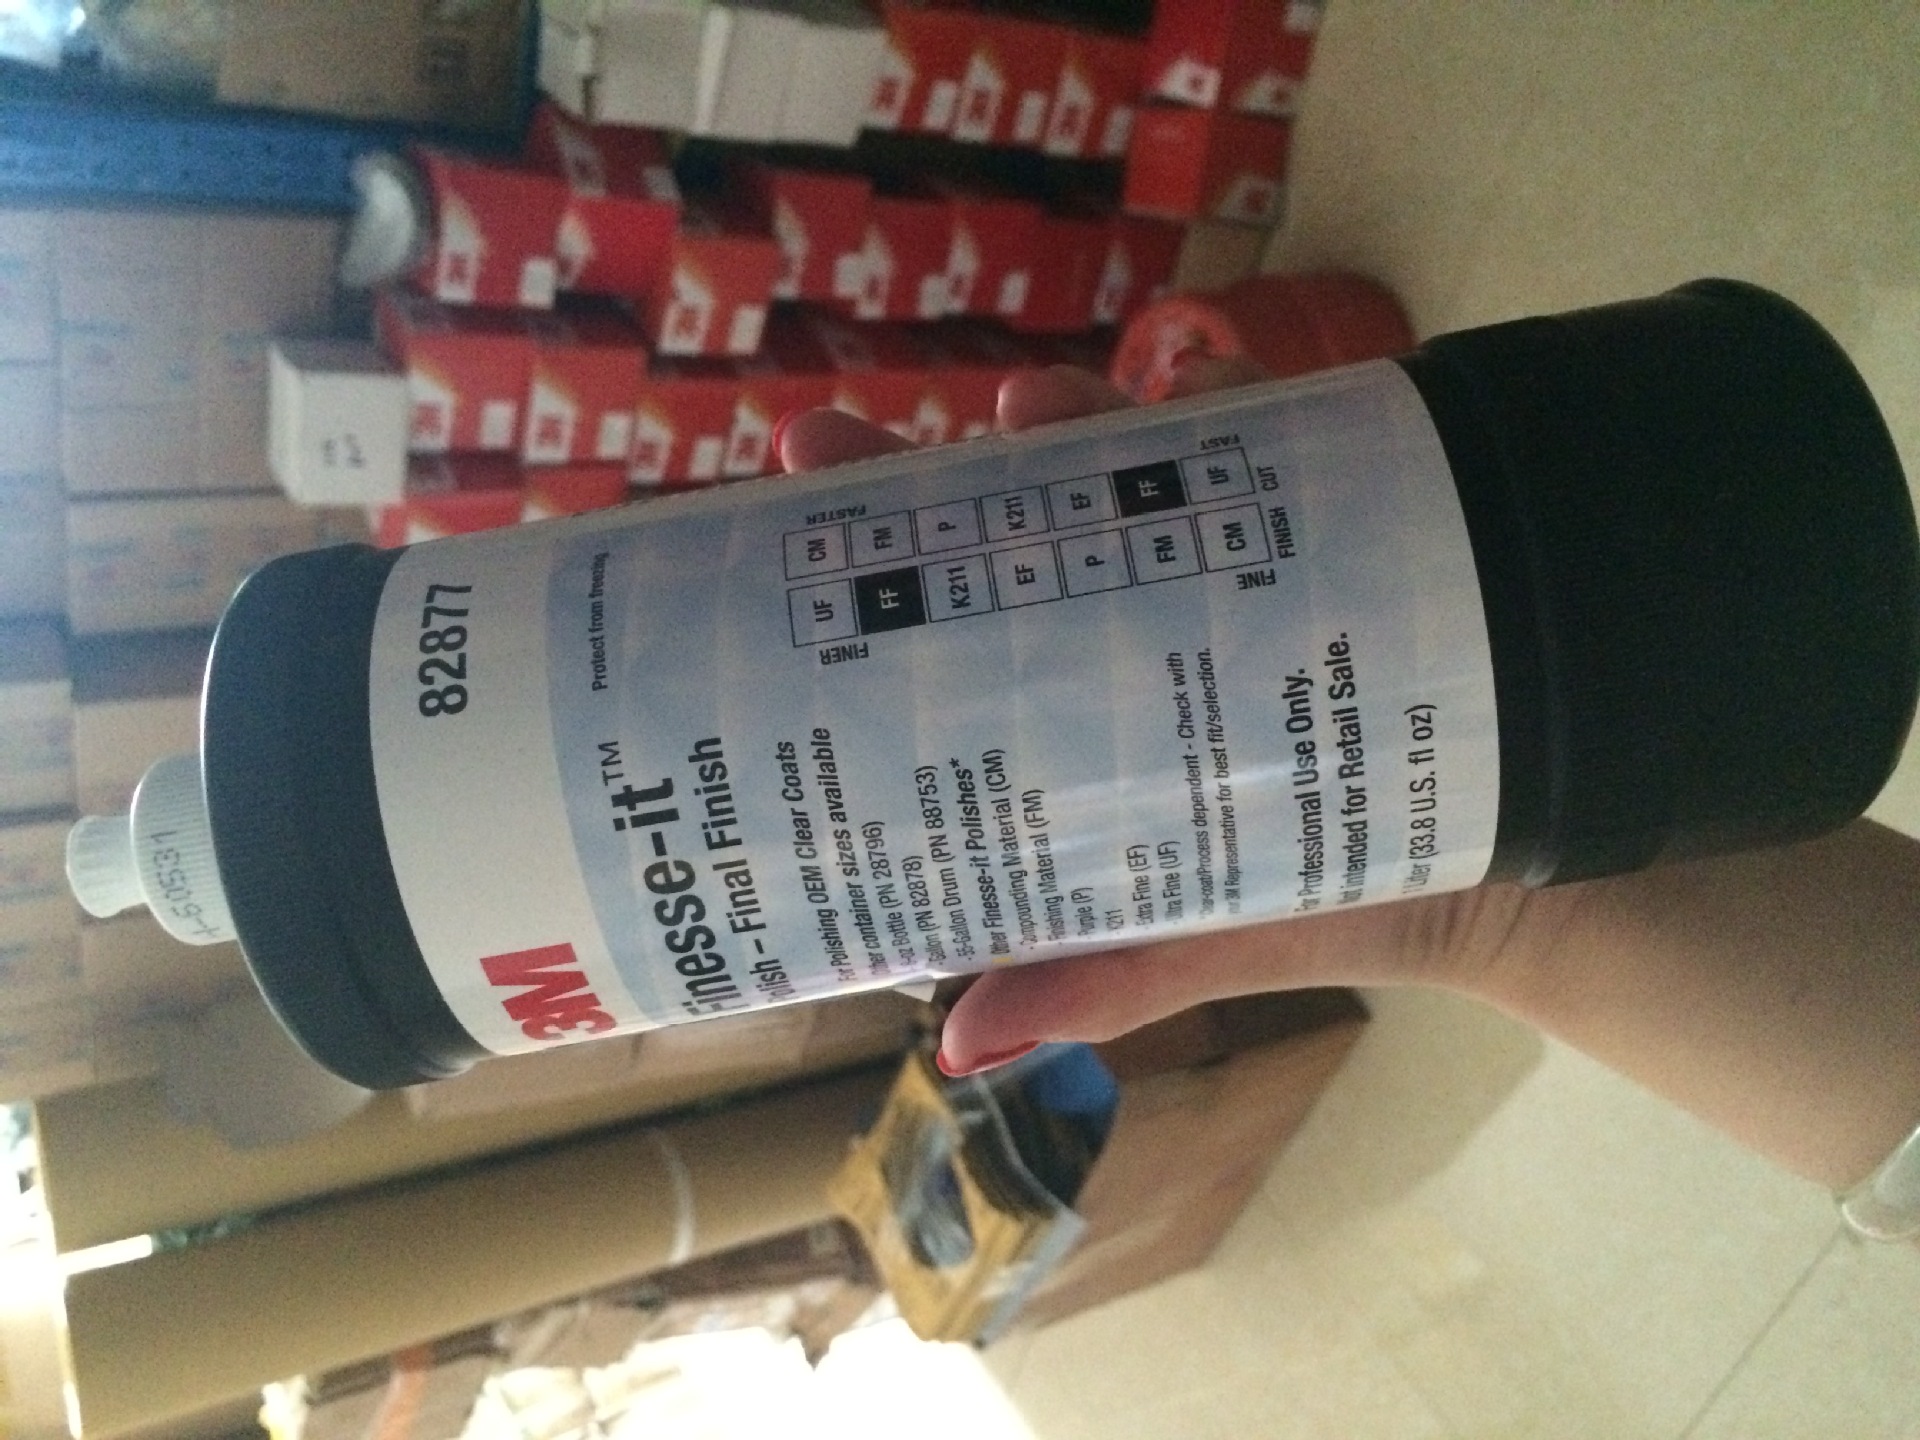 450531
82877
3M
Protect from freezing
Finesse-it™
Polish - Final Finish
For Polishing OEM Clear Coats
Other container sizes available
Bottle (PN 28796)
Gallon (PN 82878)
-55-Gallon Drum (PN 88753)
Other Finesse-it Polishes*
Compounding Material (CM)
Finishing Material (FM)
Purple (P)
K211
Extra Fine (EF)
Ultra Fine (UF)
Process dependent - Check with
3M Representative for best fit/selection.
FINER
FASTER
UF CM
FF FM
K211 P
EF K211
P EF
FM FF
CM UF
FINE
FAST
FINISH CUT
For Professional Use Only.
Not intended for Retail Sale.
1 Liter (33.8 U.S. fl oz)